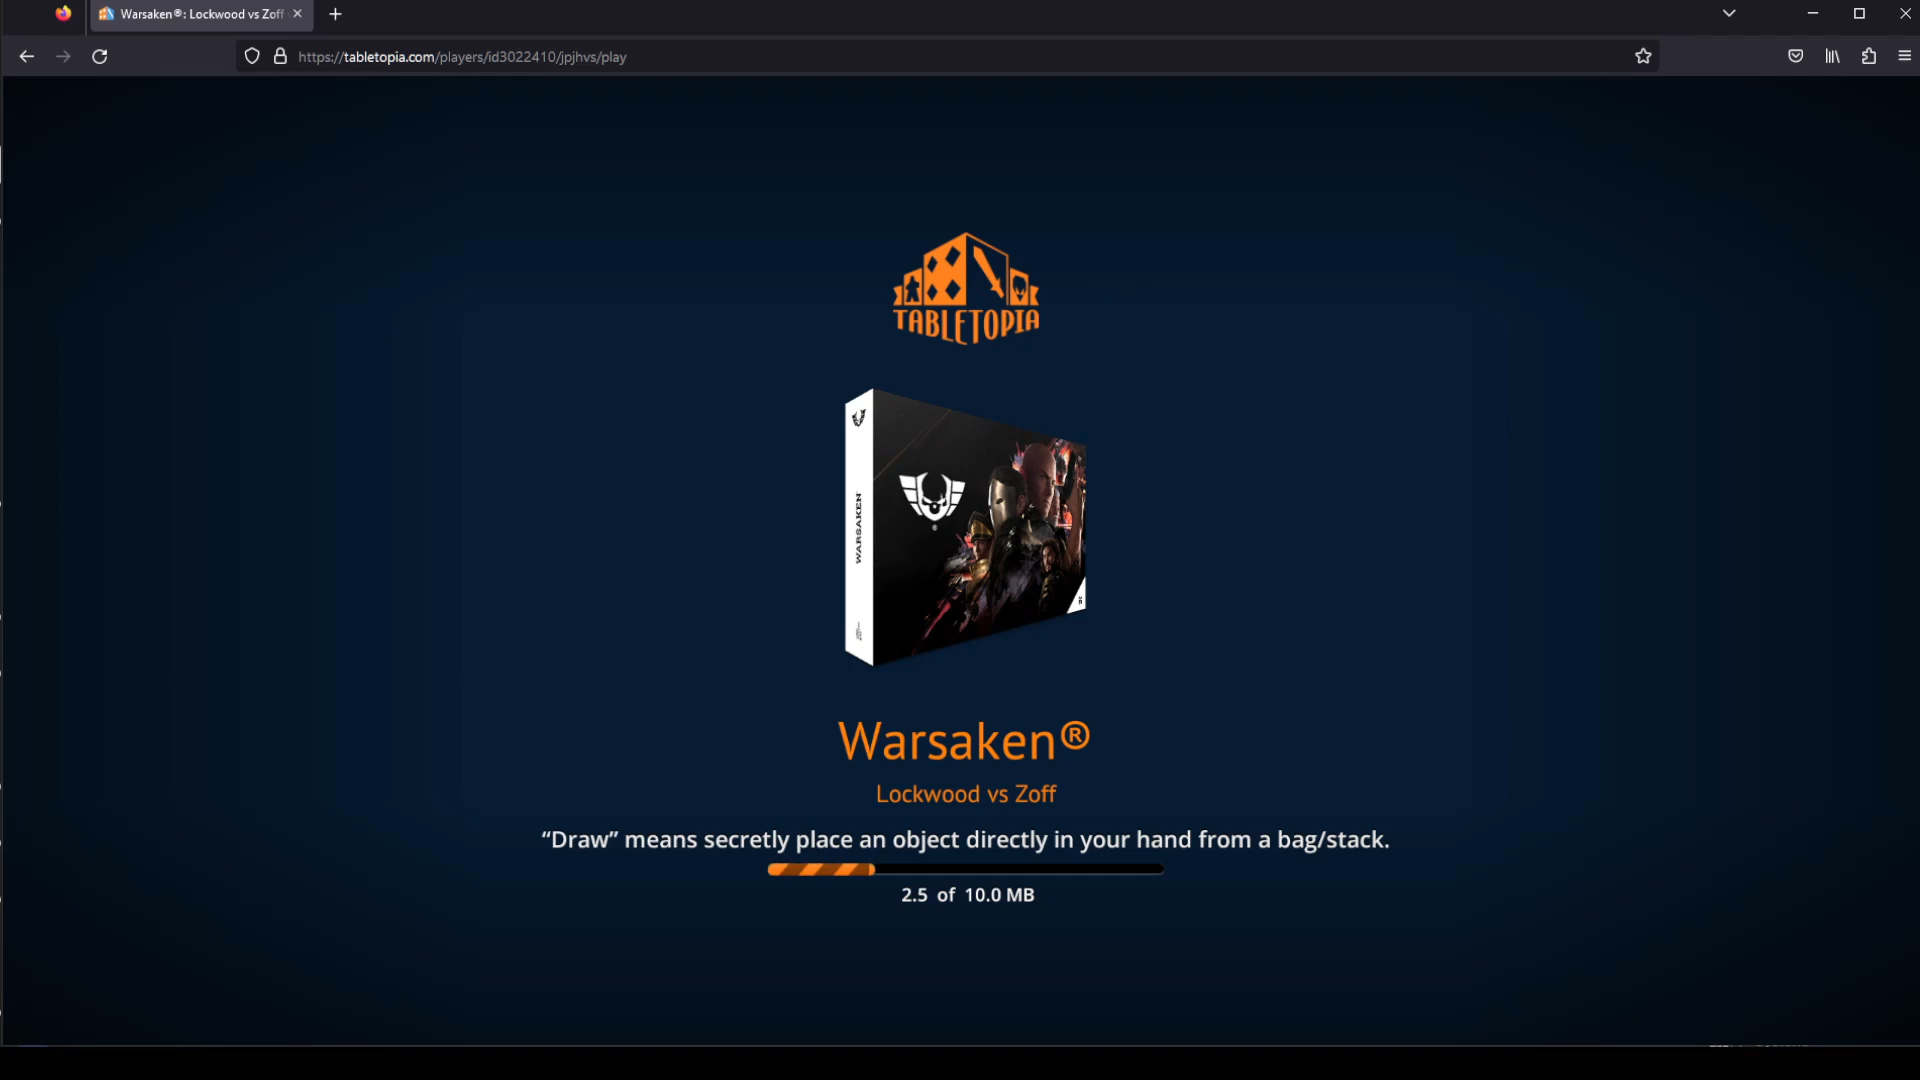 Warsaken®: Lockwood vs Zoff
https://tabletopia.com/players/id3022410/jpjhvs/play
TABLETOPIA
WARSAKEN
Warsaken®
Lockwood vs Zoff
“Draw” means secretly place an object directly in your hand from a bag/stack.
2.5 of 10.0 MB